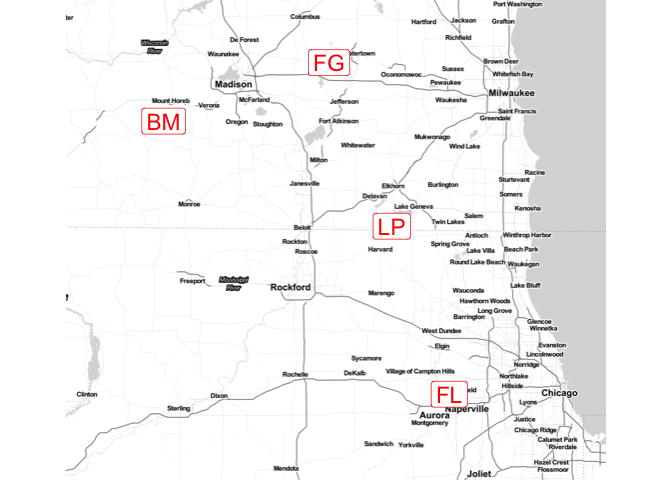 Port Washington
Columbus
Hartford
Jackson
Grafton
Richfield
De Forest
Waunakee
Wisconsin
River
FG
Sussex
Brown Deer
Oconomowoc
Whitefish Bay
Pewaukee
Madison
Milwaukee
Mount Horeb
Verona
McFarland
Jefferson
Waukesha
Saint Francis
Greendale
BM
Oregon
Stoughton
Fort Atkinson
Mukwonago
Whitewater
Wind Lake
Milton
Racine
Sturtevant
Janesville
Elkhorn
Burlington
Somers
Delavan
Monroe
Lake Geneva
Kenosha
LP
Salem
Twin Lakes
Beloit
Antioch
Winthrop Harbor
Rockton
Spring Grove
Roscoe
Harvard
Lake Villa
Beach Park
Round Lake Beach
Waukegan
Freeport
Mississippi
River
Rockford
Marengo
Wauconda
Lake Bluff
Hawthorn Woods
Long Grove
Barrington
Glencoe
Winnetka
West Dundee
Elgin
Evanston
Lincolnwood
Sycamore
Norridge
Rochelle
DeKalb
Village of Campton Hills
Northlake
Hillside
Clinton
Dixon
FL
Chicago
Sterling
Naperville
Lyons
Aurora
Montgomery
Justice
Chicago Ridge
Calumet Park
Riverdale
Sandwich
Yorkville
Mendota
Joliet
Hazel Crest
Flossmoor